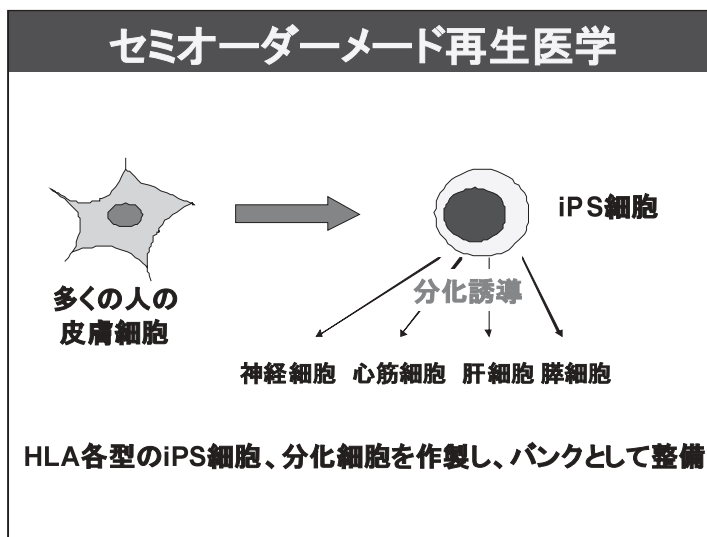 セミオーダーメード再生医学
iPS細胞
分化誘導
多くの人の
皮膚細胞
神経細胞 心筋細胞 肝細胞 膵細胞
HLA各型のiPS細胞、分化細胞を作製し、バンクとして整備